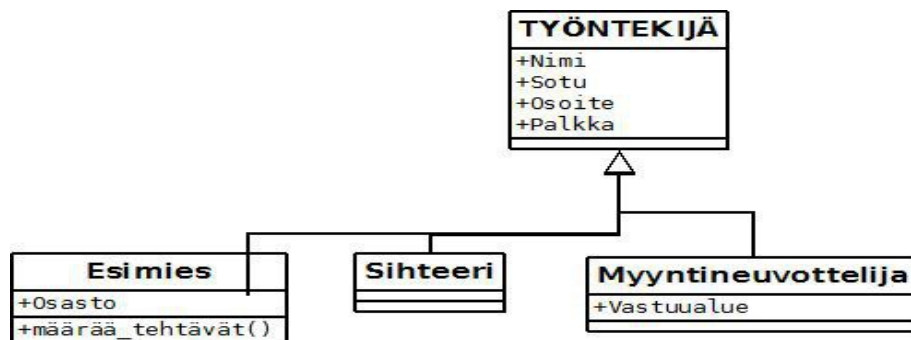 TYÖNTEKIJÄ
+Nimi
+Sotu
+Osoite
+Palkka
Esimies
+Osasto
+määrää_tehtävät()
Sihteeri
Myyntineuvottelija
+Vastuualue